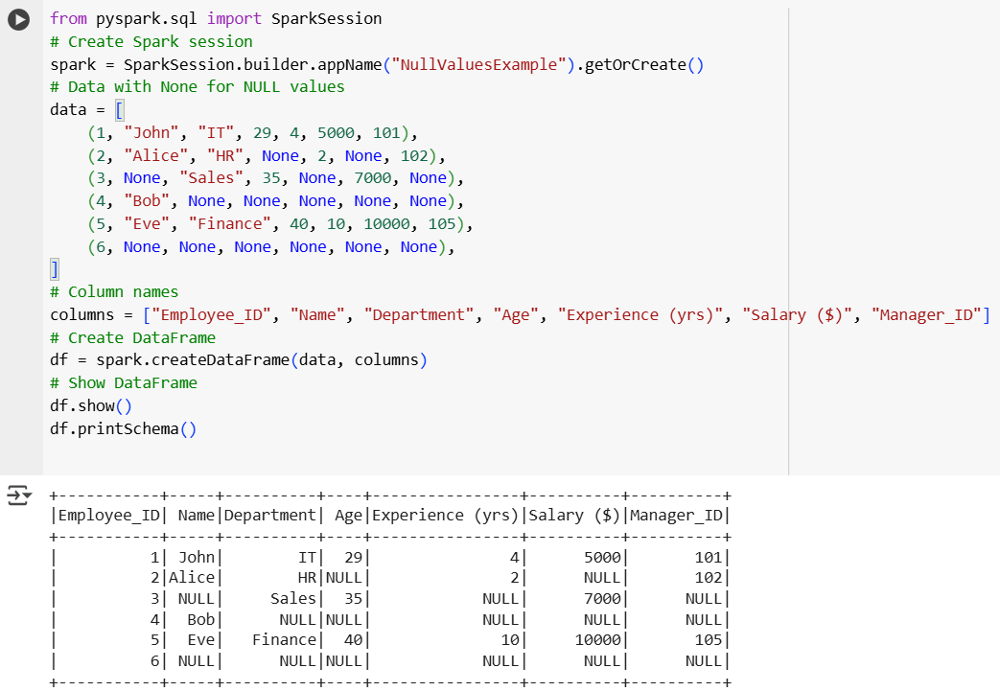 from pyspark.sql import SparkSession
# Create Spark session
spark = SparkSession.builder.appName("NullValuesExample").getOrCreate()
# Data with None for NULL values
data = [
    (1, "John", "IT", 29, 4, 5000, 101),
    (2, "Alice", "HR", None, 2, None, 102),
    (3, None, "Sales", 35, None, 7000, None),
    (4, "Bob", None, None, None, None, None),
    (5, "Eve", "Finance", 40, 10, 10000, 105),
    (6, None, None, None, None, None, None),
]
# Column names
columns = ["Employee_ID", "Name", "Department", "Age", "Experience (yrs)", "Salary ($)", "Manager_ID"]
# Create DataFrame
df = spark.createDataFrame(data, columns)
# Show DataFrame
df.show()
df.printSchema()
+-----------+-----+----------+----+----------------+----------+----------+
|Employee_ID| Name|Department| Age|Experience (yrs)|Salary ($)|Manager_ID|
+-----------+-----+----------+----+----------------+----------+----------+
|          1| John|        IT|  29|               4|      5000|       101|
|          2|Alice|        HR|NULL|               2|      NULL|       102|
|          3| NULL|     Sales|  35|            NULL|      7000|      NULL|
|          4|  Bob|      NULL|NULL|            NULL|      NULL|      NULL|
|          5|  Eve|   Finance|  40|              10|     10000|       105|
|          6| NULL|      NULL|NULL|            NULL|      NULL|      NULL|
+-----------+-----+----------+----+----------------+----------+----------+